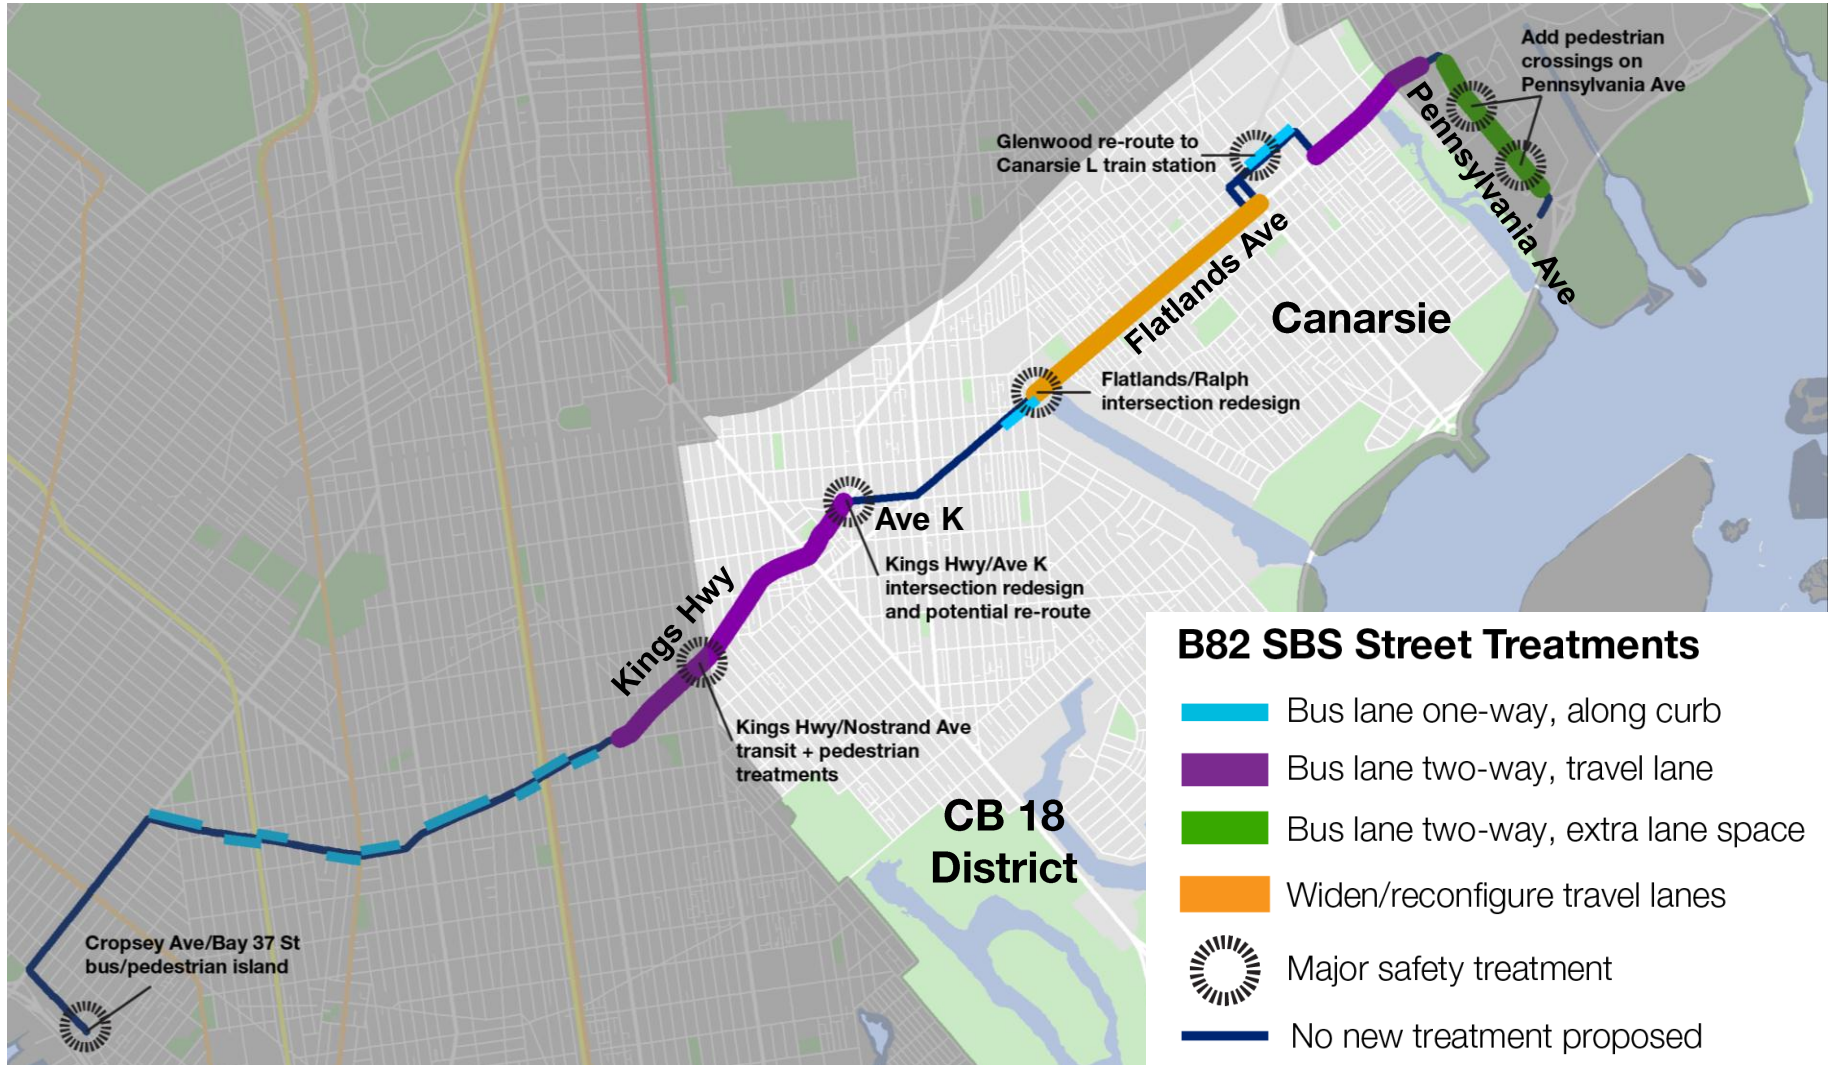 Add pedestrian
crossings on
Pennsylvania Ave
Glenwood re-route to
Canarsie L train station
Pennsylvania Ave
Flatlands Ave
Canarsie
Flatlands/Ralph
intersection redesign
Ave K
Kings Hwy/Ave K
intersection redesign
and potential re-route
Kings Hwy
Kings Hwy/Nostrand Ave
transit + pedestrian
treatments
CB 18
District
Cropsey Ave/Bay 37 St
bus/pedestrian island
B82 SBS Street Treatments
Bus lane one-way, along curb
Bus lane two-way, travel lane
Bus lane two-way, extra lane space
Widen/reconfigure travel lanes
Major safety treatment
No new treatment proposed